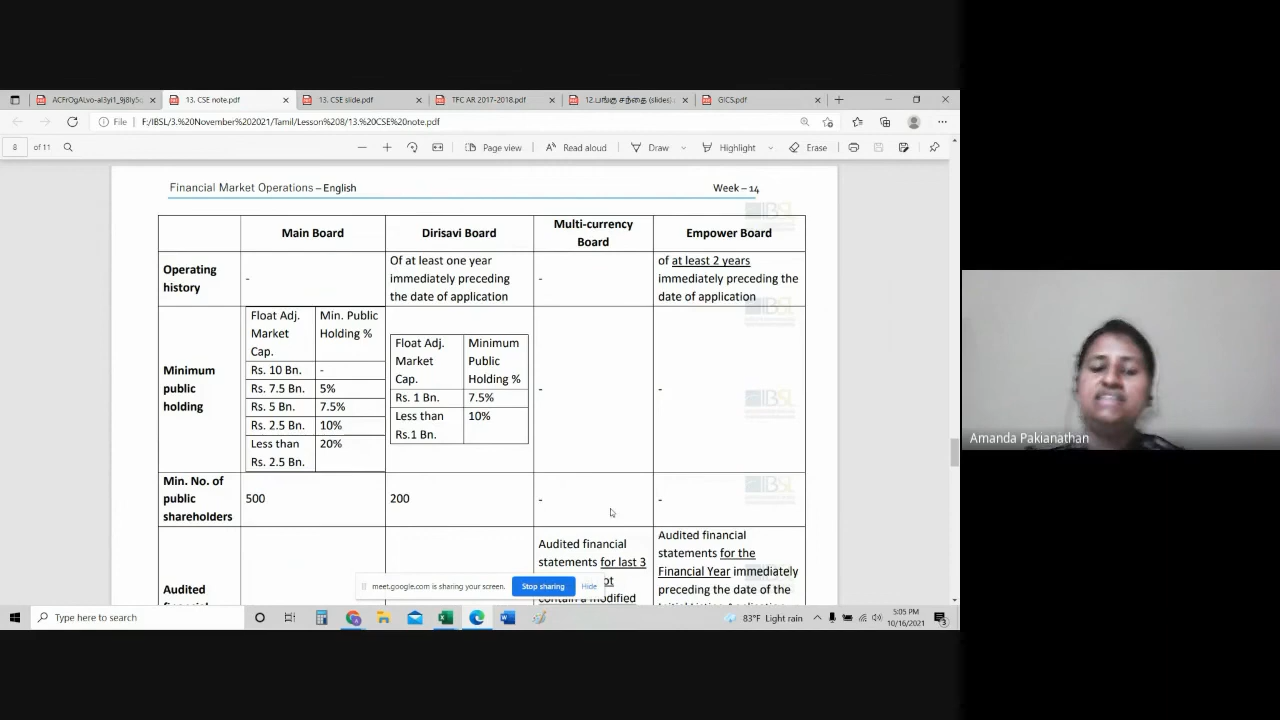 ACFrOgALvo-al3yi1_9j8Iy5c
13. CSE note.pdf
13. CSE slide.pdf
TFC AR 2017-2018.pdf
12.பங்கு சந்தை (slides).
GICS.pdf
File
F:/IBSL/3.%20November%202021/Tamil/Lesson%208/13.%20CSE%20note.pdf
8 of 11
Page view
Read aloud
Draw
Highlight
Erase
Financial Market Operations – English
Week – 14
Main Board
Dirisavi Board
Multi-currency
Board
Empower Board
Operating
history
-
Of at least one year
immediately preceding
the date of application
-
of at least 2 years
immediately preceding the
date of application
Minimum
public
holding
Float Adj.
Market
Cap.
Min. Public
Holding %
Rs. 10 Bn. -
Rs. 7.5 Bn. 5%
Rs. 5 Bn. 7.5%
Rs. 2.5 Bn. 10%
Less than
Rs. 2.5 Bn.
20%
Float Adj.
Market
Cap.
Minimum
Public
Holding %
Rs. 1 Bn. 7.5%
Less than
Rs.1 Bn.
10%
-
-
Min. No. of
public
shareholders
500
200
-
-
Audited
Audited financial
statements for last 3
ot
contain a modified
Audited financial
statements for the
Financial Year immediately
preceding the date of the
IBSL
IBSL
IBSL
meet.google.com is sharing your screen.
Stop sharing
Hide
Type here to search
83°F Light rain
5:05 PM
10/16/2021
3
Amanda Pakianathan